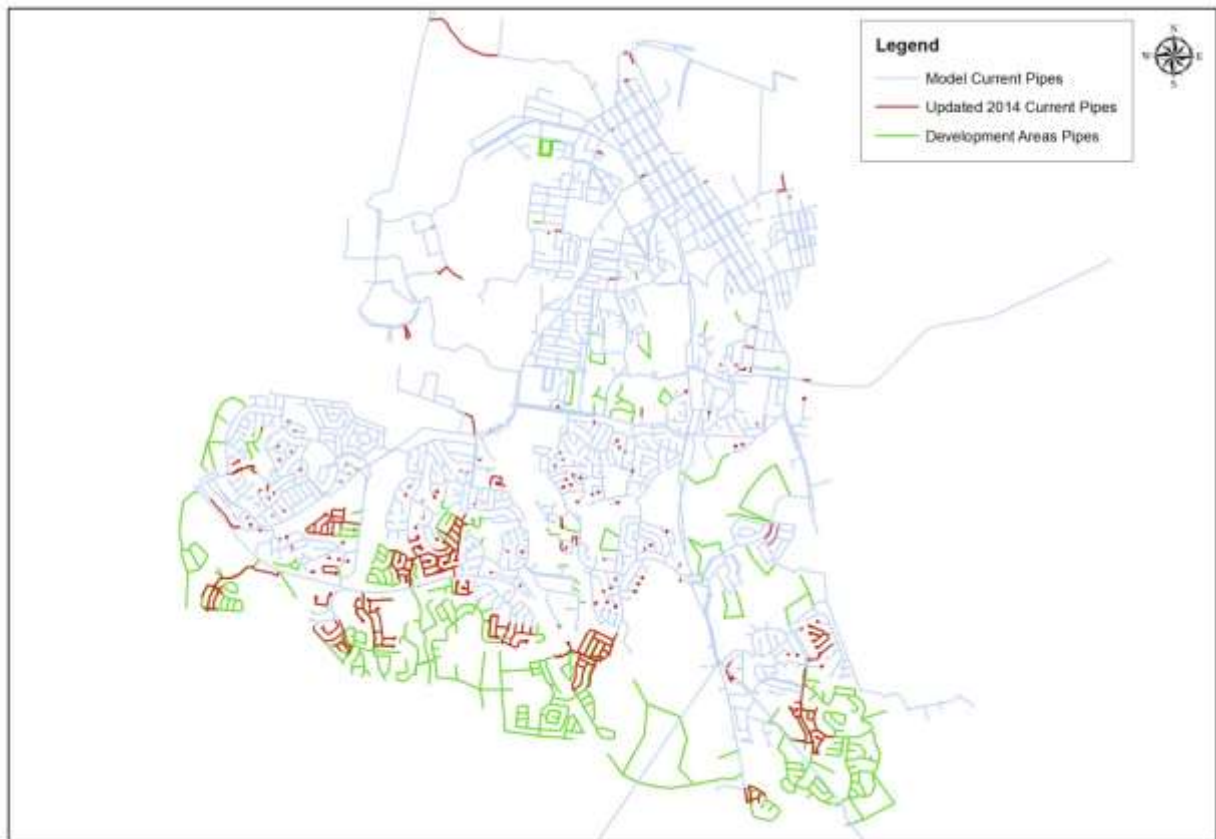 Legend
Model Current Pipes
Updated 2014 Current Pipes
Development Areas Pipes
N
W E
S